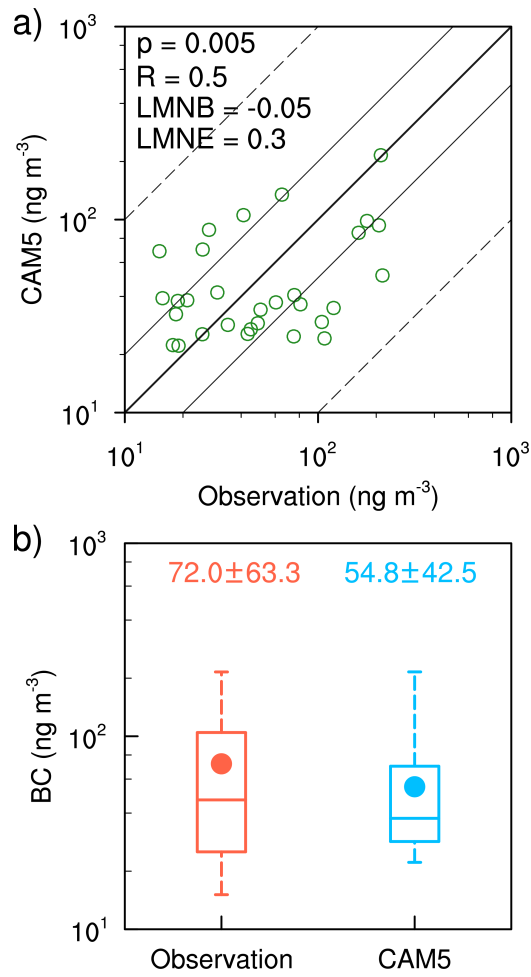 a)
10³
p = 0.005
R = 0.5
LMNB = -0.05
LMNE = 0.3
CAM5 (ng m⁻³)
10²
10¹
10¹ 10² 10³
Observation (ng m⁻³)
b)
10³
72.0±63.3 54.8±42.5
BC (ng m⁻³)
10²
10¹
Observation CAM5